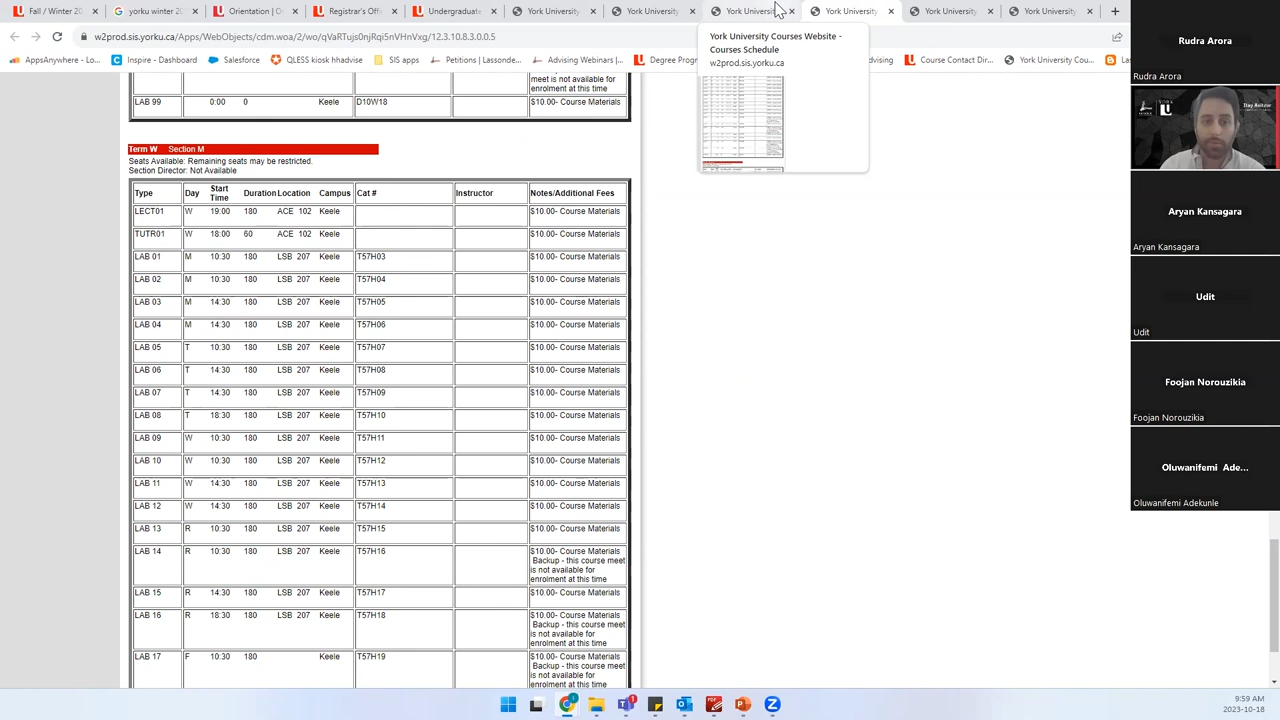 Fall / Winter 20
yorku winter 20
Orientation | O
Registrar's Offi
Undergraduate
York University
York University
York University
York University
York University
York University
w2prod.sis.yorku.ca/Apps/WebObjects/cdm.woa/2/wo/qVRatTujs0njRqi5nVHnVxg/12.3.10.8.3.0.0.5
AppsAnywhere - Lo...
Inspire - Dashboard
Salesforce
QLESS kiosk hhadisie
SIS apps
Petitions | Lassonde...
Advising Webinars |
Degree Progr
Course Contact Dir...
York University Cou...
York University Courses Website -
Courses Schedule
w2prod.sis.yorku.ca
meet is not available for
enrolment at this time
LAB 99 0:00 0 D10W18 $10.00- Course Materials
Term W Section M
Seats Available: Remaining seats may be restricted.
Section Director: Not Available
Type Day Start Time Duration Location Campus Cat # Instructor Notes/Additional Fees
LECT01 W 19:00 180 ACE 102 Keele $10.00- Course Materials
TUTR01 W 18:00 60 ACE 102 Keele $10.00- Course Materials
LAB 01 M 10:30 180 LSB 207 Keele T57H03 $10.00- Course Materials
LAB 02 M 10:30 180 LSB 207 Keele T57H04 $10.00- Course Materials
LAB 03 M 14:30 180 LSB 207 Keele T57H05 $10.00- Course Materials
LAB 04 M 14:30 180 LSB 207 Keele T57H06 $10.00- Course Materials
LAB 05 T 10:30 180 LSB 207 Keele T57H07 $10.00- Course Materials
LAB 06 T 14:30 180 LSB 207 Keele T57H08 $10.00- Course Materials
LAB 07 T 14:30 180 LSB 207 Keele T57H09 $10.00- Course Materials
LAB 08 T 18:30 180 LSB 207 Keele T57H10 $10.00- Course Materials
LAB 09 W 10:30 180 LSB 207 Keele T57H11 $10.00- Course Materials
LAB 10 W 10:30 180 LSB 207 Keele T57H12 $10.00- Course Materials
LAB 11 W 14:30 180 LSB 207 Keele T57H13 $10.00- Course Materials
LAB 12 W 14:30 180 LSB 207 Keele T57H14 $10.00- Course Materials
LAB 13 R 10:30 180 LSB 207 Keele T57H15 $10.00- Course Materials
LAB 14 R 10:30 180 LSB 207 Keele T57H16 $10.00- Course Materials
Backup - this course meet
is not available for
enrolment at this time
LAB 15 R 14:30 180 LSB 207 Keele T57H17 $10.00- Course Materials
LAB 16 R 18:30 180 LSB 207 Keele T57H18 $10.00- Course Materials
Backup - this course meet
is not available for
enrolment at this time
LAB 17 F 10:30 180 Keele T57H19 $10.00- Course Materials
Backup - this course meet
is not available for
enrolment at this time
Rudra Arora
Rudra Arora
Aryan Kansagara
Aryan Kansagara
Udit
Udit
Foojan Norouzikia
Foojan Norouzikia
Oluwanifemi Ade...
Oluwanifemi Adekunle
9:59 AM
2023-10-18